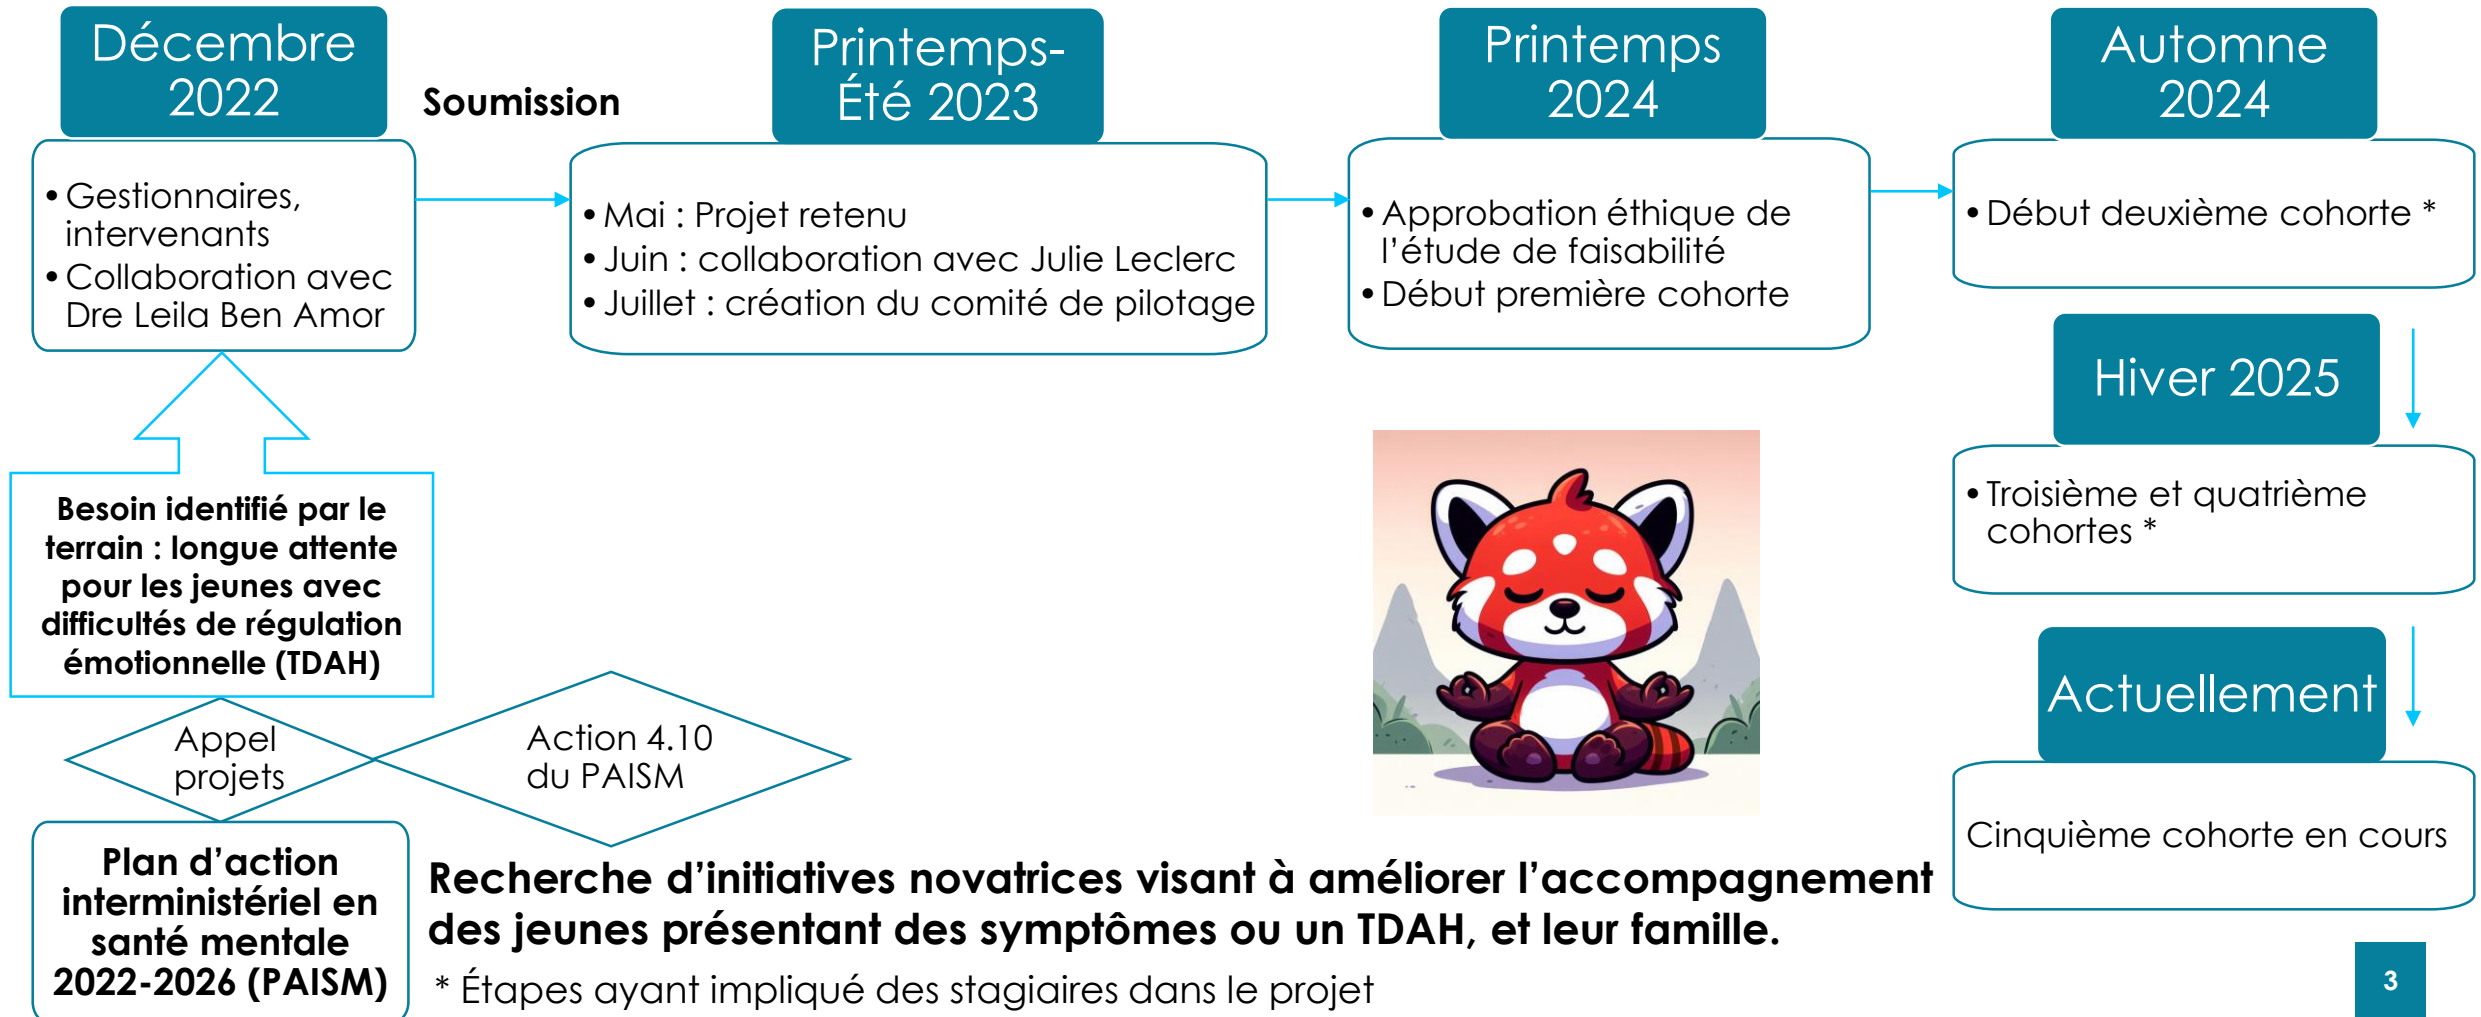 Décembre
2022
• Gestionnaires,
intervenants
• Collaboration avec
Dre Leila Ben Amor
Soumission
Printemps-
Été 2023
• Mai : Projet retenu
• Juin : collaboration avec Julie Leclerc
• Juillet : création du comité de pilotage
Printemps
2024
• Approbation éthique de
l’étude de faisabilité
• Début première cohorte
Automne
2024
• Début deuxième cohorte *
Hiver 2025
• Troisième et quatrième
cohortes *
Actuellement
Cinquième cohorte en cours
Besoin identifié par le
terrain : longue attente
pour les jeunes avec
difficultés de régulation
émotionnelle (TDAH)
Appel
projets
Action 4.10
du PAISM
Plan d’action
interministériel en
santé mentale
2022-2026 (PAISM)
Recherche d’initiatives novatrices visant à améliorer l’accompagnement
des jeunes présentant des symptômes ou un TDAH, et leur famille.
* Étapes ayant impliqué des stagiaires dans le projet
3